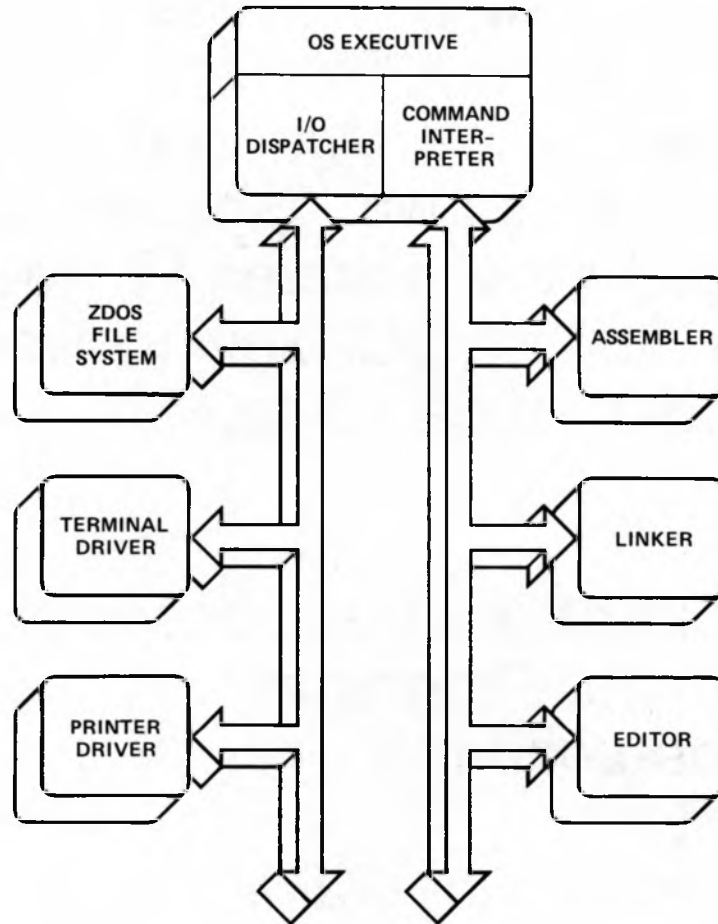 OS EXECUTIVE
I/O
DISPATCHER
COMMAND
INTER-
PRETER
ZDOS
FILE
SYSTEM
ASSEMBLER
TERMINAL
DRIVER
LINKER
PRINTER
DRIVER
EDITOR